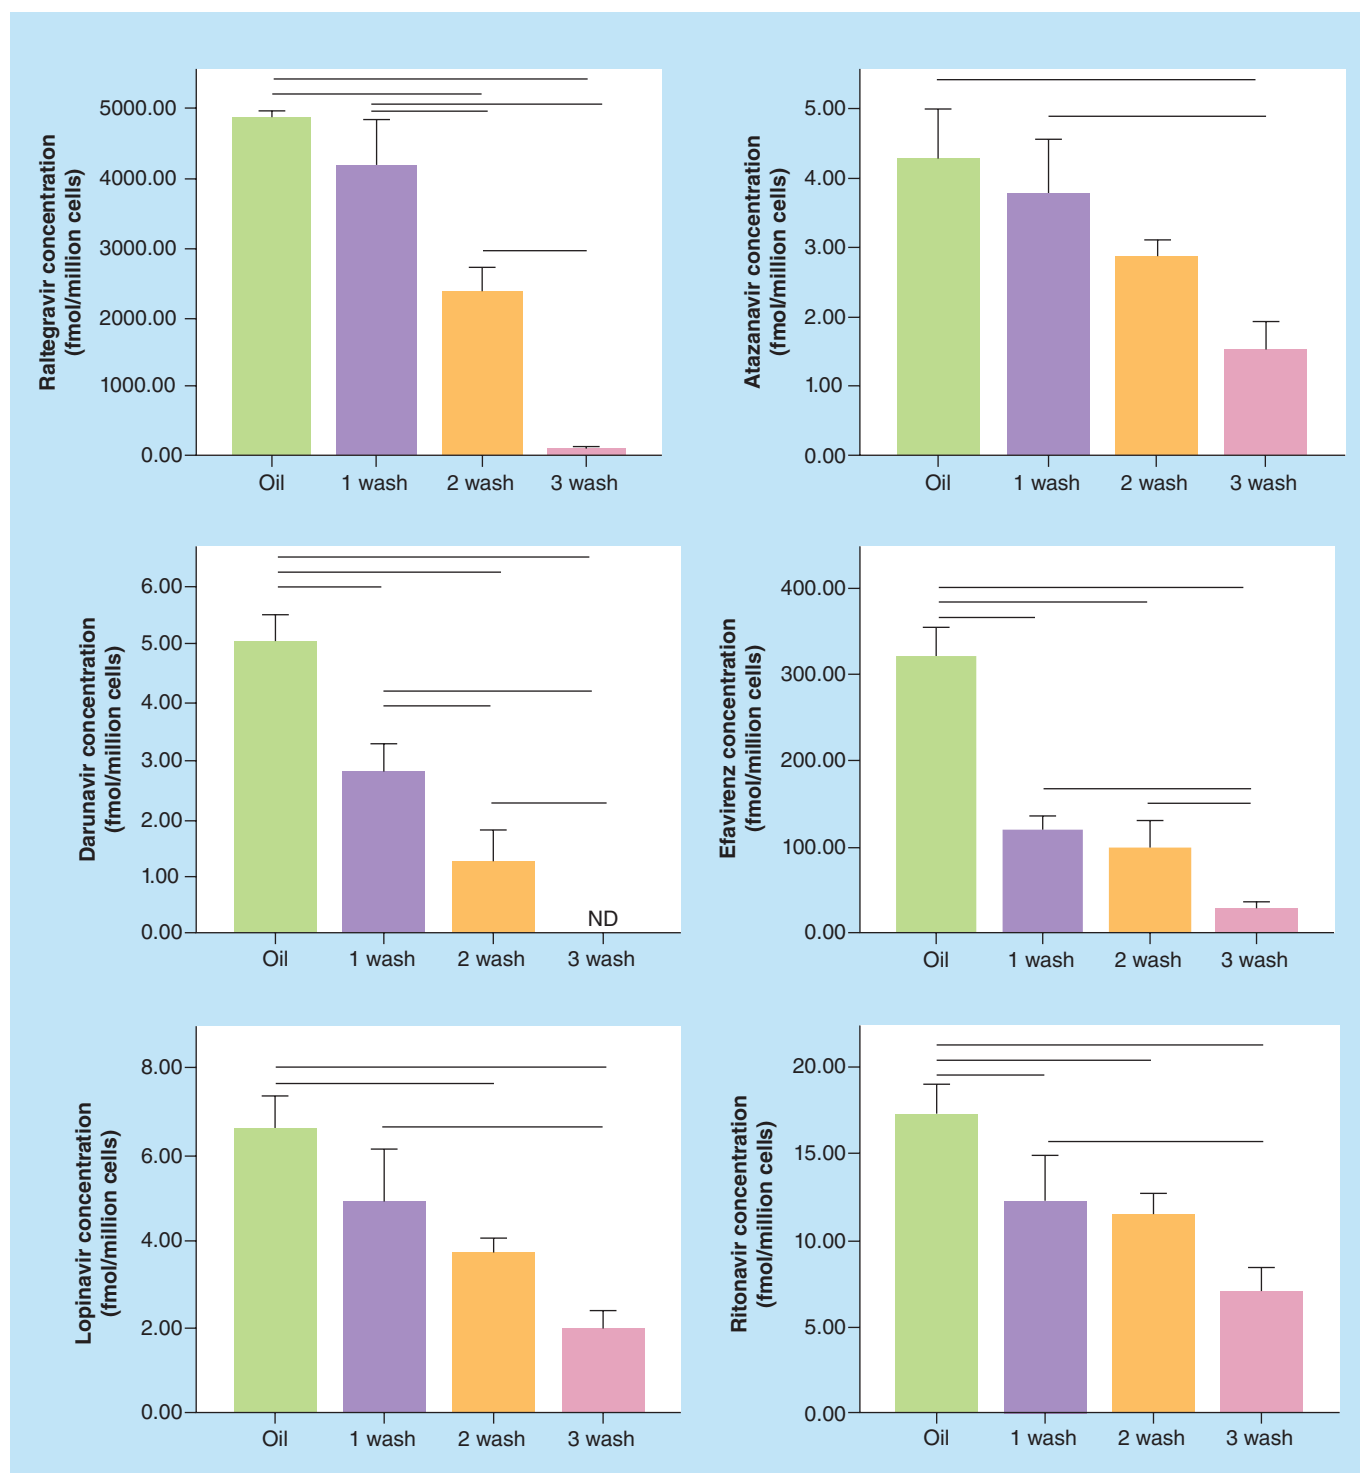 Raltegravir concentration
(fmol/million cells)
5000.00
4000.00
3000.00
2000.00
1000.00
0.00
Oil
1 wash
2 wash
3 wash
Atazanavir concentration
(fmol/million cells)
5.00
4.00
3.00
2.00
1.00
0.00
Oil
1 wash
2 wash
3 wash
Darunavir concentration
(fmol/million cells)
6.00
5.00
4.00
3.00
2.00
1.00
0.00
ND
Oil
1 wash
2 wash
3 wash
Efavirenz concentration
(fmol/million cells)
400.00
300.00
200.00
100.00
0.00
Oil
1 wash
2 wash
3 wash
Lopinavir concentration
(fmol/million cells)
8.00
6.00
4.00
2.00
0.00
Oil
1 wash
2 wash
3 wash
Ritonavir concentration
(fmol/million cells)
20.00
15.00
10.00
5.00
0.00
Oil
1 wash
2 wash
3 wash